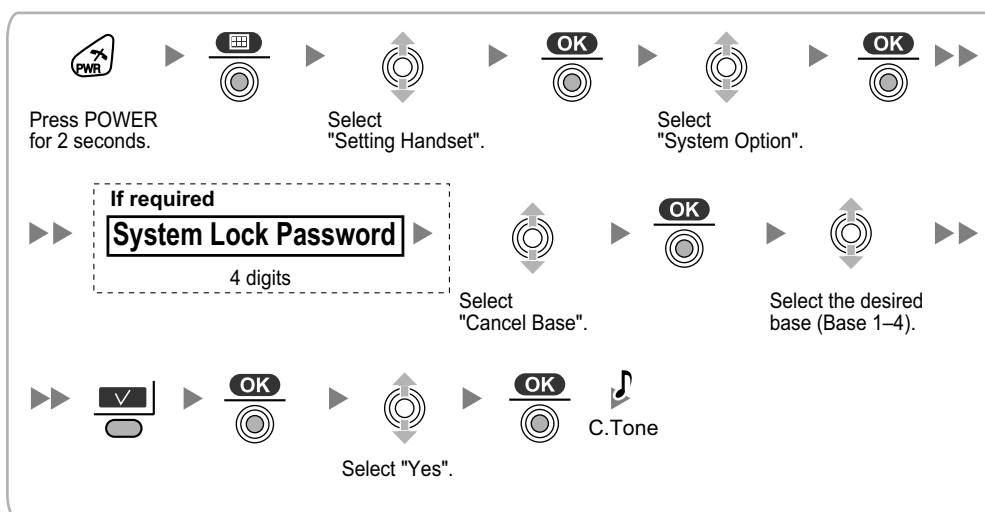 PWR
OK
OK
Press POWER
for 2 seconds.
Select
"Setting Handset".
Select
"System Option".
If required
System Lock Password
4 digits
OK
Select
"Cancel Base".
Select the desired
base (Base 1–4).
OK
OK
C.Tone
Select "Yes".